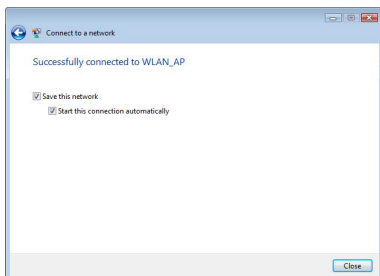 Connect to a network
Successfully connected to WLAN_AP
Save this network
Start this connection automatically
Close